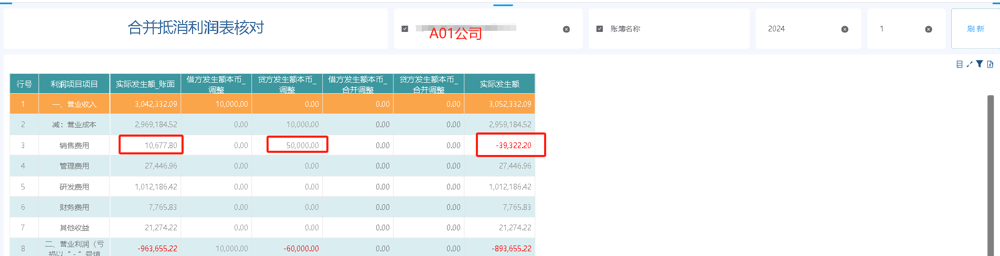 合并抵消利润表核对
A01公司
账簿名称
2024
1
刷 新
行号 利润项目项目 实际发生额_账面 借方发生额本币_调整 贷方发生额本币_调整 借方发生额本币_合并调整 贷方发生额本币_合并调整 实际发生额
1 一、营业收入 3,042,332.09 10,000.00 0.00 0.00 0.00 3,052,332.09
2 减：营业成本 2,969,184.52 0.00 10,000.00 0.00 0.00 2,959,184.52
3 销售费用 10,677.80 0.00 50,000.00 0.00 0.00 -39,322.20
4 管理费用 27,446.96 0.00 0.00 0.00 0.00 27,446.96
5 研发费用 1,012,186.42 0.00 0.00 0.00 0.00 1,012,186.42
6 财务费用 7,765.83 0.00 0.00 0.00 0.00 7,765.83
7 其他收益 21,274.22 0.00 0.00 0.00 0.00 21,274.22
8 二、营业利润（亏损以“-”号填 -963,655.22 10,000.00 -60,000.00 0.00 0.00 -893,655.22